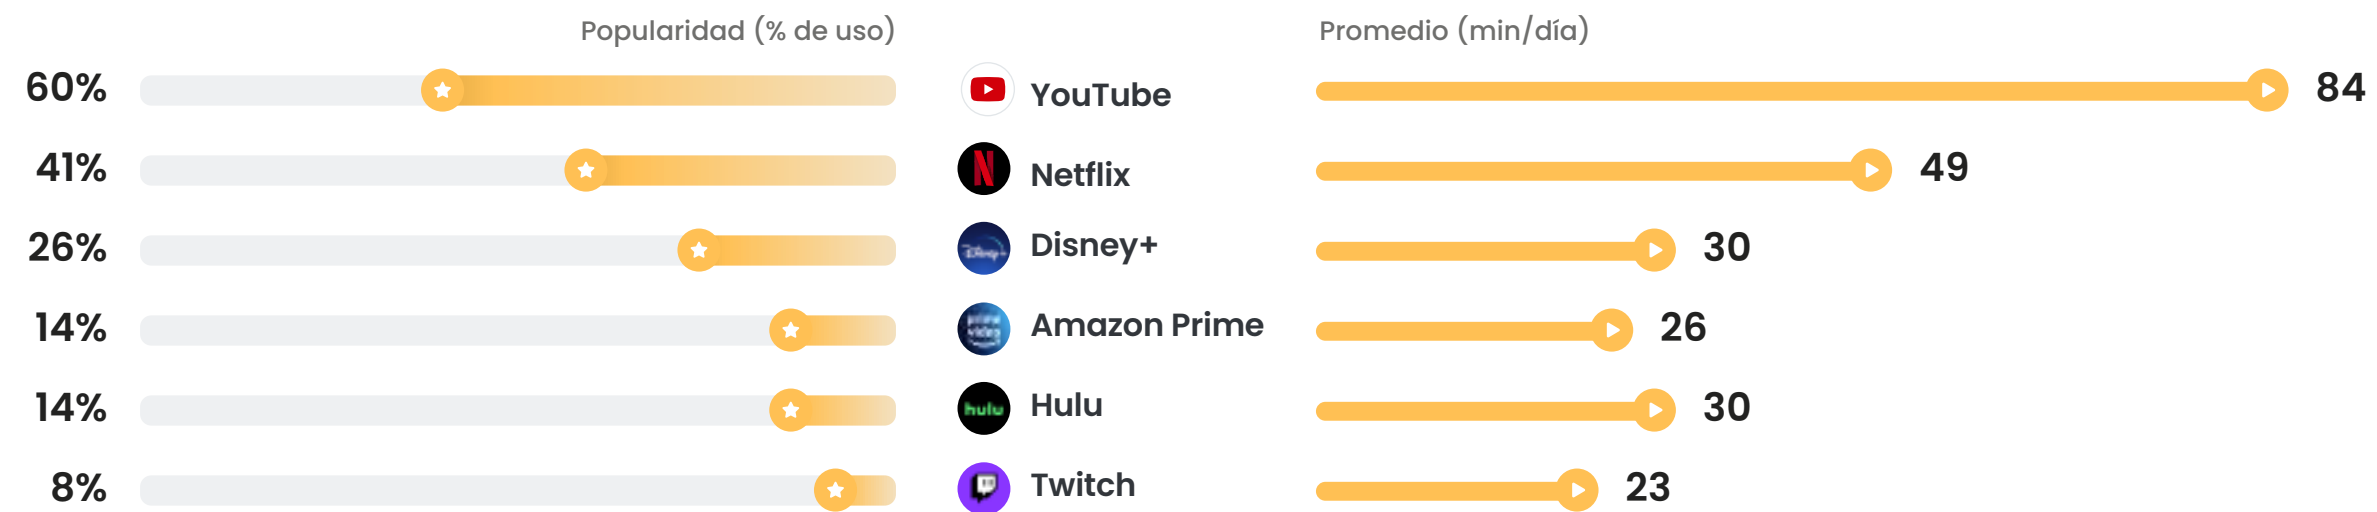 Popularidad (% de uso) Promedio (min/día)
60% YouTube 84
41% Netflix 49
26% Disney+ 30
14% Amazon Prime 26
14% hulu Hulu 30
8% Twitch 23